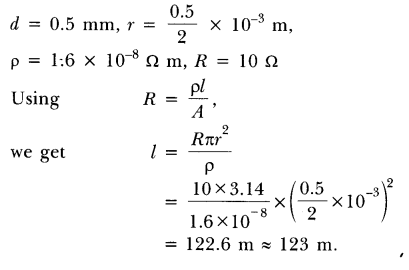 d = 0.5 mm, r = 0.5/2 × 10⁻³ m,
ρ = 1.6 × 10⁻⁸ Ω m, R = 10 Ω
Using R = ρl/A,
we get l = Rπr²/ρ
= (10×3.14)/(1.6×10⁻⁸) × (0.5/2 × 10⁻³)²
= 122.6 m ≈ 123 m.